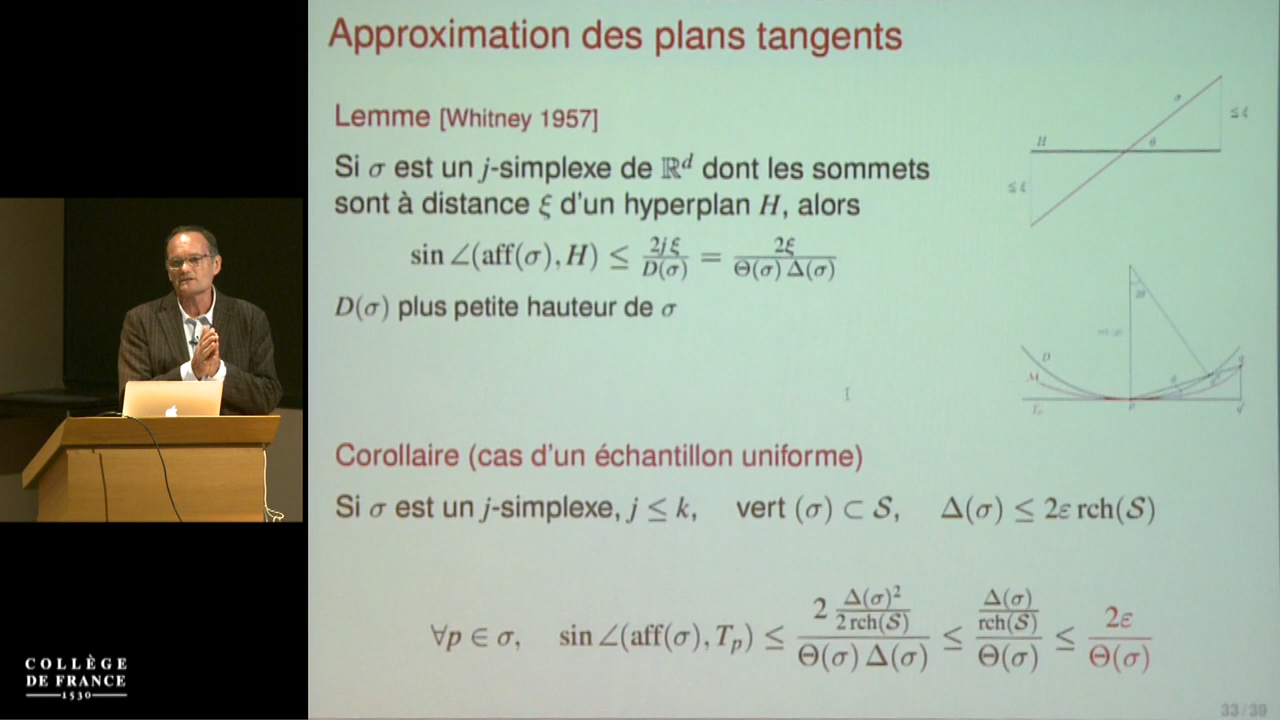 Approximation des plans tangents
Lemme [Whitney 1957]
Si σ est un j-simplexe de ℝ^d dont les sommets
sont à distance ξ d'un hyperplan H, alors
sin ∠(aff(σ), H) ≤ 2jξ / D(σ) = 2ξ / Θ(σ) Δ(σ)
D(σ) plus petite hauteur de σ
H
σ
θ
≤ ξ
≤ ξ
2θ
D
M
θ
Corollaire (cas d'un échantillon uniforme)
Si σ est un j-simplexe, j ≤ k, vert (σ) ⊂ S, Δ(σ) ≤ 2ε rch(S)
∀p ∈ σ, sin ∠(aff(σ), T_p) ≤ 2 Δ(σ)² / 2 rch(S) / Θ(σ) Δ(σ) ≤ Δ(σ) / rch(S) / Θ(σ) ≤ 2ε / Θ(σ)
33/39
COLLÈGE
DE FRANCE
1530